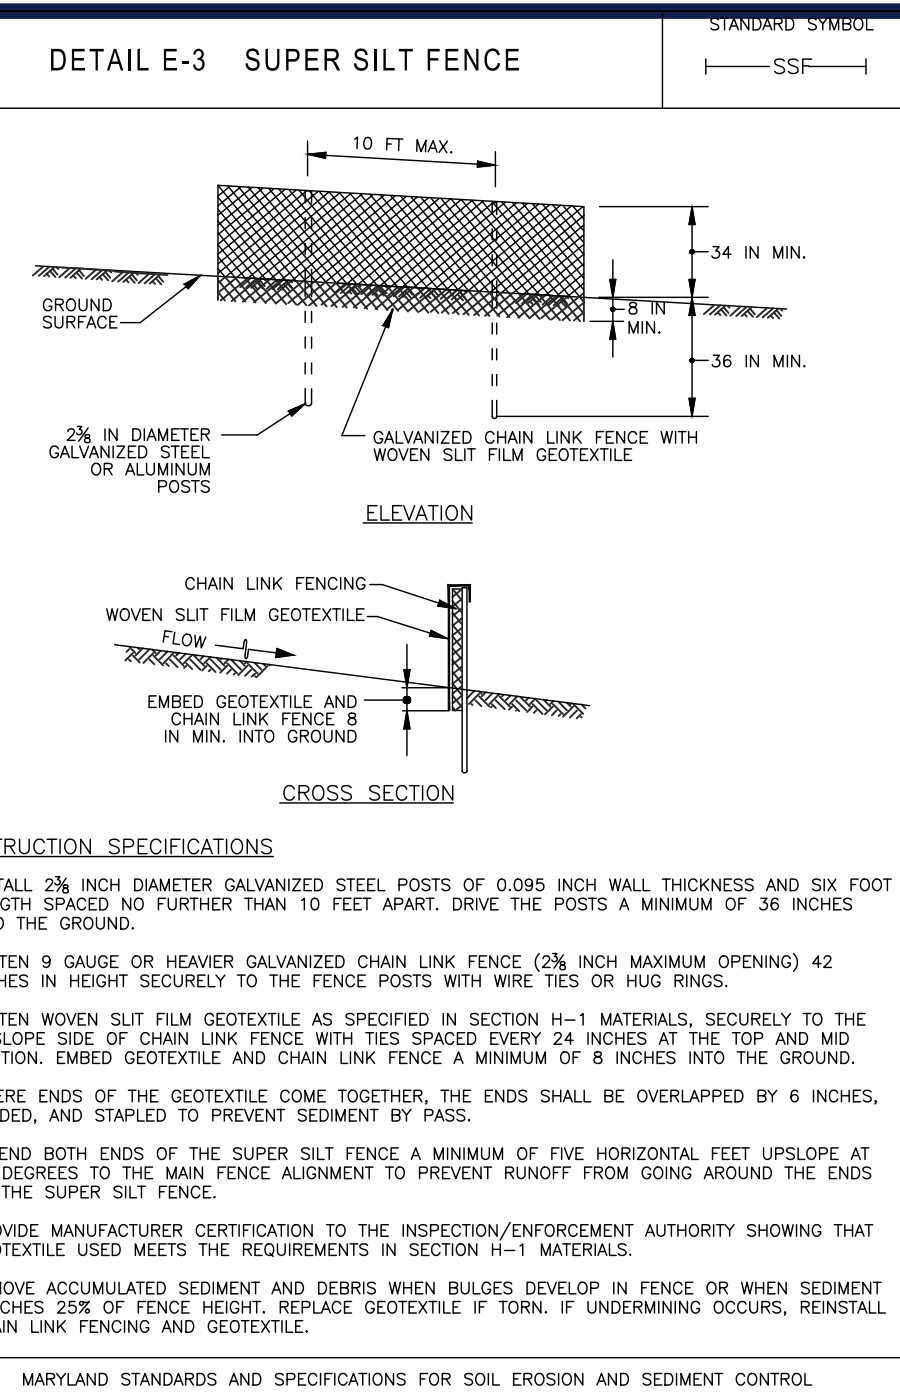 STANDARD SYMBOL
DETAIL E-3 SUPER SILT FENCE
SSF
10 FT MAX.
34 IN MIN.
GROUND
SURFACE
8 IN
MIN.
36 IN MIN.
2⅜ IN DIAMETER
GALVANIZED STEEL
OR ALUMINUM
POSTS
GALVANIZED CHAIN LINK FENCE WITH
WOVEN SLIT FILM GEOTEXTILE
ELEVATION
CHAIN LINK FENCING
WOVEN SLIT FILM GEOTEXTILE
FLOW
EMBED GEOTEXTILE AND
CHAIN LINK FENCE 8
IN MIN. INTO GROUND
CROSS SECTION
TRUCTION SPECIFICATIONS
TALL 2⅜ INCH DIAMETER GALVANIZED STEEL POSTS OF 0.095 INCH WALL THICKNESS AND SIX FOOT
GTH SPACED NO FURTHER THAN 10 FEET APART. DRIVE THE POSTS A MINIMUM OF 36 INCHES
O THE GROUND.
TEN 9 GAUGE OR HEAVIER GALVANIZED CHAIN LINK FENCE (2⅜ INCH MAXIMUM OPENING) 42
HES IN HEIGHT SECURELY TO THE FENCE POSTS WITH WIRE TIES OR HUG RINGS.
TEN WOVEN SLIT FILM GEOTEXTILE AS SPECIFIED IN SECTION H-1 MATERIALS, SECURELY TO THE
SLOPE SIDE OF CHAIN LINK FENCE WITH TIES SPACED EVERY 24 INCHES AT THE TOP AND MID
TION. EMBED GEOTEXTILE AND CHAIN LINK FENCE A MINIMUM OF 8 INCHES INTO THE GROUND.
ERE ENDS OF THE GEOTEXTILE COME TOGETHER, THE ENDS SHALL BE OVERLAPPED BY 6 INCHES,
DED, AND STAPLED TO PREVENT SEDIMENT BY PASS.
END BOTH ENDS OF THE SUPER SILT FENCE A MINIMUM OF FIVE HORIZONTAL FEET UPSLOPE AT
DEGREES TO THE MAIN FENCE ALIGNMENT TO PREVENT RUNOFF FROM GOING AROUND THE ENDS
THE SUPER SILT FENCE.
OVIDE MANUFACTURER CERTIFICATION TO THE INSPECTION/ENFORCEMENT AUTHORITY SHOWING THAT
OTEXTILE USED MEETS THE REQUIREMENTS IN SECTION H-1 MATERIALS.
MOVE ACCUMULATED SEDIMENT AND DEBRIS WHEN BULGES DEVELOP IN FENCE OR WHEN SEDIMENT
CHES 25% OF FENCE HEIGHT. REPLACE GEOTEXTILE IF TORN. IF UNDERMINING OCCURS, REINSTALL
AIN LINK FENCING AND GEOTEXTILE.
MARYLAND STANDARDS AND SPECIFICATIONS FOR SOIL EROSION AND SEDIMENT CONTROL